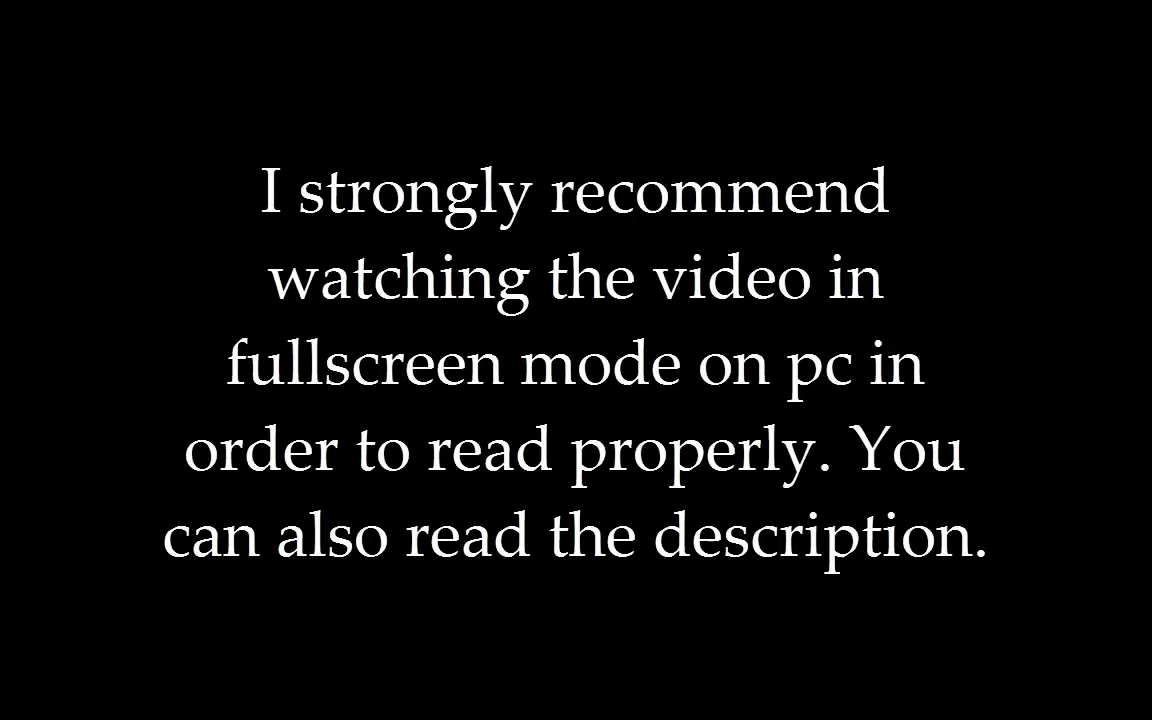 I strongly recommend
watching the video in
fullscreen mode on pc in
order to read properly. You
can also read the description.